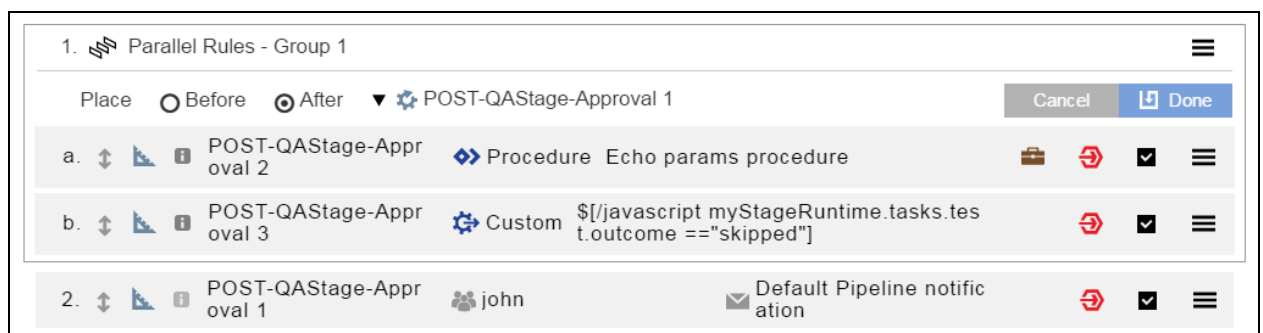 1. Parallel Rules - Group 1
Place Before After POST-QAStage-Approval 1 Cancel Done
a. POST-QAStage-Appr Procedure Echo params procedure
oval 2
b. POST-QAStage-Appr Custom $[/javascript myStageRuntime.tasks.tes
oval 3 t.outcome =="skipped"]
2. POST-QAStage-Appr john Default Pipeline notific
oval 1 ation